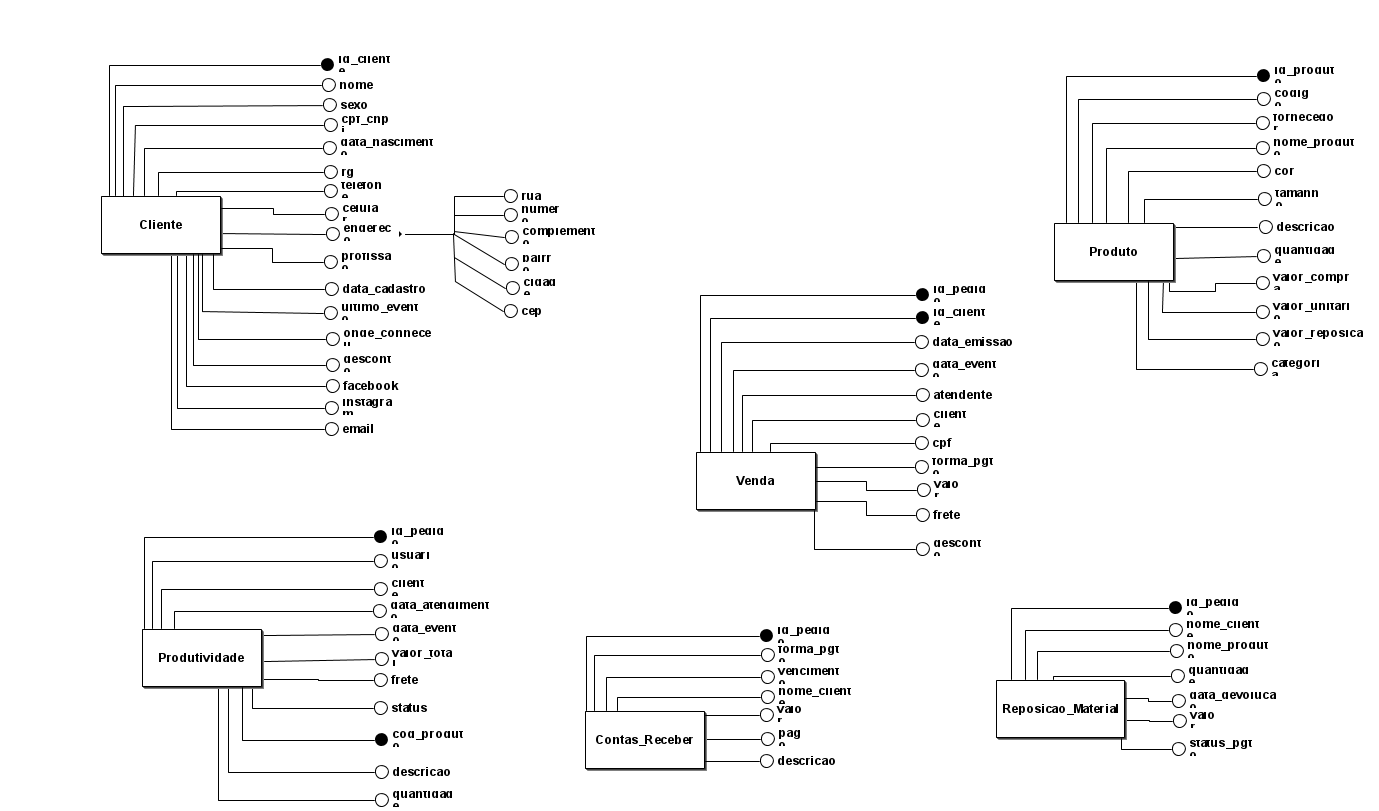 id_cliente
nome
sexo
cpf_cnpj
data_nascimento
rg
telefone
celular
endereco
profissao
data_cadastro
ultimo_evento
onde_conheceu
desconto
facebook
instagram
email
Cliente
rua
numero
complemento
bairro
cidade
cep
id_produto
codigo
fornecedor
nome_produto
cor
tamanho
descricao
quantidade
valor_compra
valor_unitario
valor_reposicao
categoria
Produto
id_pedido
id_cliente
data_emissao
data_evento
atendente
cliente
cpf
forma_pgto
valor
frete
desconto
Venda
id_pedido
usuario
cliente
data_atendimento
data_evento
valor_total
frete
status
cod_produto
descricao
quantidade
Produtividade
id_pedido
forma_pgto
vencimento
nome_cliente
valor
pago
descricao
Contas_Receber
id_pedido
nome_cliente
nome_produto
quantidade
data_devolucao
valor
status_pgto
Reposicao_Material